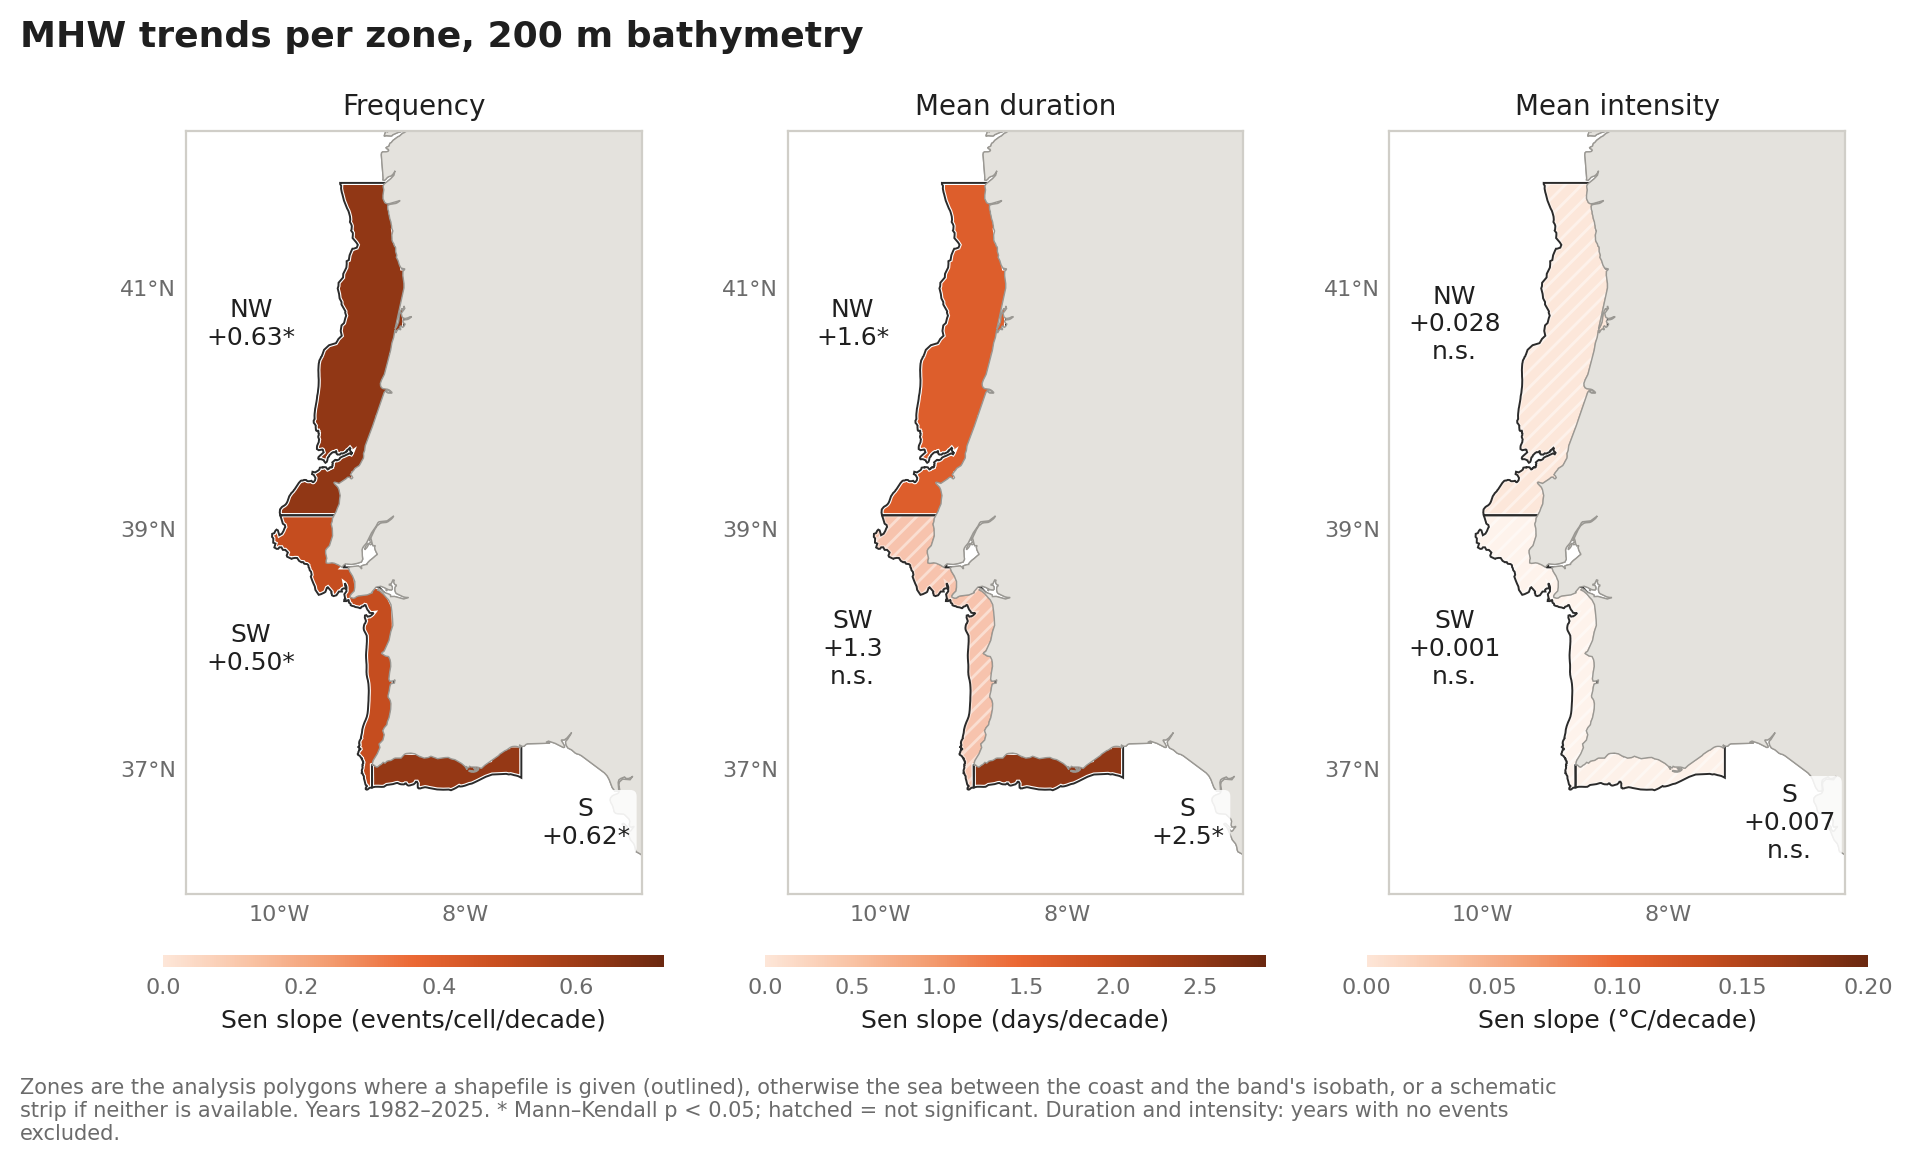 MHW trends per zone, 200 m bathymetry
Frequency
41°N
39°N
37°N
NW
+0.63*
SW
+0.50*
S
+0.62*
10°W
8°W
0.0
0.2
0.4
0.6
Sen slope (events/cell/decade)
Mean duration
41°N
39°N
37°N
NW
+1.6*
SW
+1.3
n.s.
S
+2.5*
10°W
8°W
0.0
0.5
1.0
1.5
2.0
2.5
Sen slope (days/decade)
Mean intensity
41°N
39°N
37°N
NW
+0.028
n.s.
SW
+0.001
n.s.
S
+0.007
n.s.
10°W
8°W
0.00
0.05
0.10
0.15
0.20
Sen slope (°C/decade)
Zones are the analysis polygons where a shapefile is given (outlined), otherwise the sea between the coast and the band's isobath, or a schematic
strip if neither is available. Years 1982–2025. * Mann–Kendall p < 0.05; hatched = not significant. Duration and intensity: years with no events
excluded.